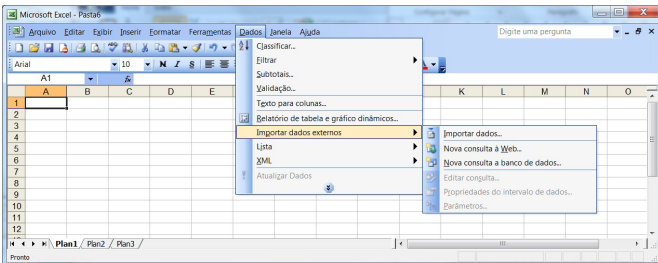 Microsoft Excel - Pasta6
Arquivo Editar Exibir Inserir Formatar Ferramentas Dados Janela Ajuda Digite uma pergunta
Arial 10 N I S
A1 fx
A B C D E K L M N O
1
2
3
4
5
6
7
8
9
10
11
12
Classificar...
Filtrar
Subtotais...
Validação...
Texto para colunas...
Relatório de tabela e gráfico dinâmicos...
Importar dados externos
Lista
XML
Atualizar Dados
Importar dados...
Nova consulta à Web...
Nova consulta a banco de dados...
Editar consulta...
Propriedades do intervalo de dados...
Parâmetros...
Plan1 Plan2 Plan3
Pronto